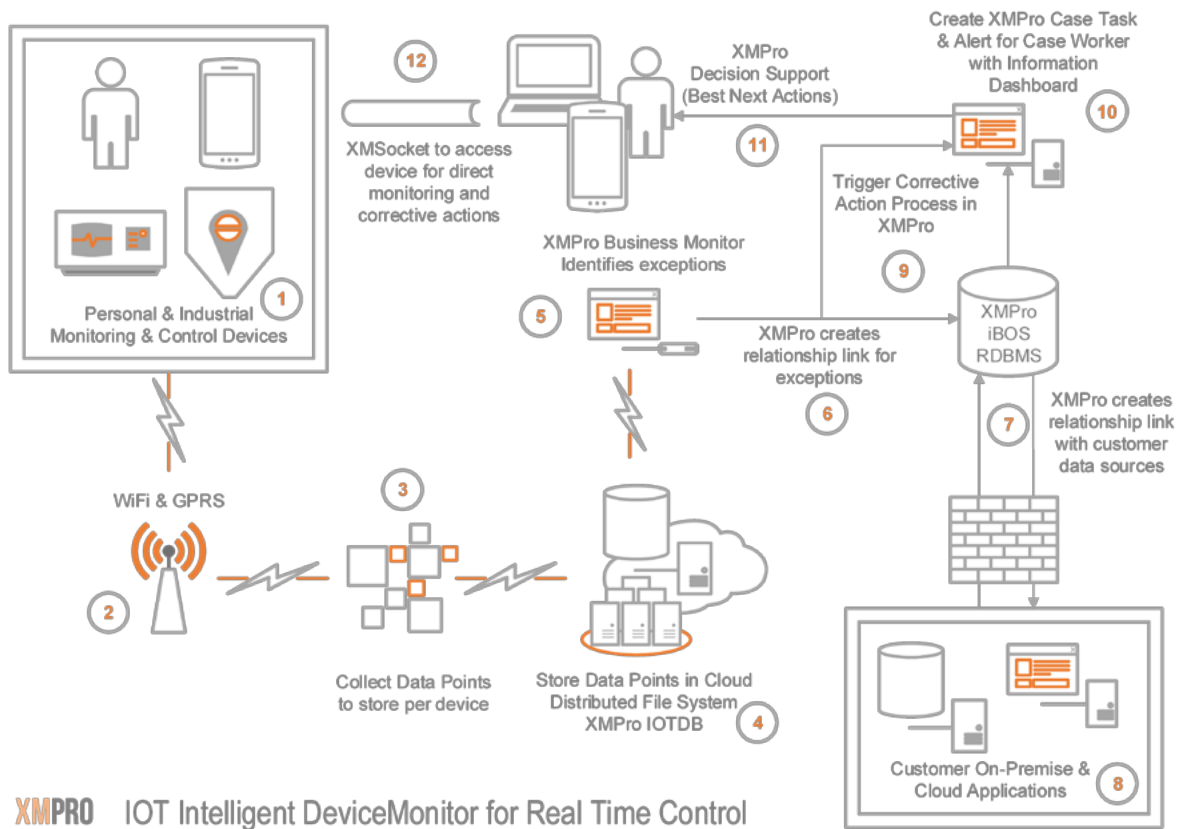 12
XMSocket to access
device for direct
monitoring and
corrective actions
XMPro
Decision Support
(Best Next Actions)
11
Create XMPro Case Task
& Alert for Case Worker
with Information
Dashboard
10
1
Personal & Industrial
Monitoring & Control Devices
XMPro Business Monitor
Identifies exceptions
5
Trigger Corrective
Action Process in
XMPro
9
XMPro
iBOS
RDBMS
XMPro creates
relationship link for
exceptions
6
7
XMPro creates
relationship link
with customer
data sources
WiFi & GPRS
2
3
Collect Data Points
to store per device
Store Data Points in Cloud
Distributed File System
XMPro IOTDB
4
Customer On-Premise &
Cloud Applications
8
XMPRO IOT Intelligent DeviceMonitor for Real Time Control